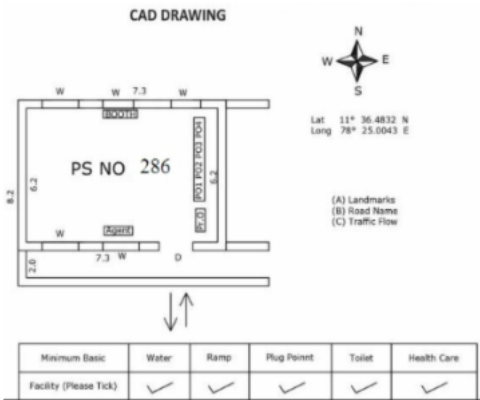 CAD DRAWING
N
W E
S
Lat 11° 36.4832 N
Long 78° 25.0043 E
W W 7.3 W
BOOTH
PO1 PO2 PO3 PO4
8.2
6.2
PS NO 286
6.2
Pr.O
(A) Landmarks
(B) Road Name
(C) Traffic Flow
W
Agent
7.3 W
D
2.0
Minimum Basic Water Ramp Plug Poinnt Toilet Health Care
Facility (Please Tick)